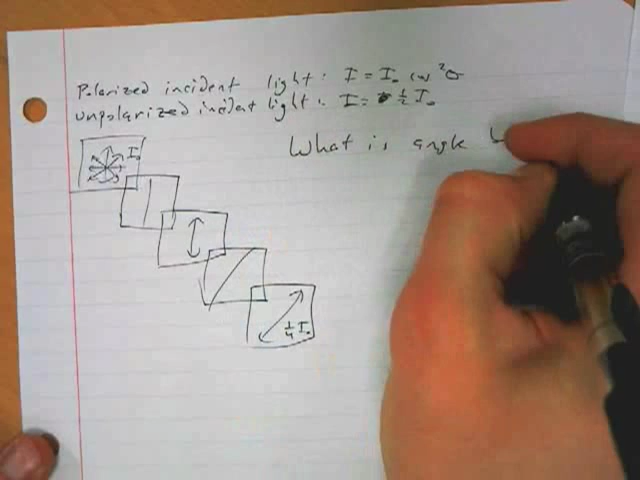 Polarized incident light: I = I₀ cos²θ
unpolarized incident light: I = ½ I₀
What is angle b
I₀
¼ I₀